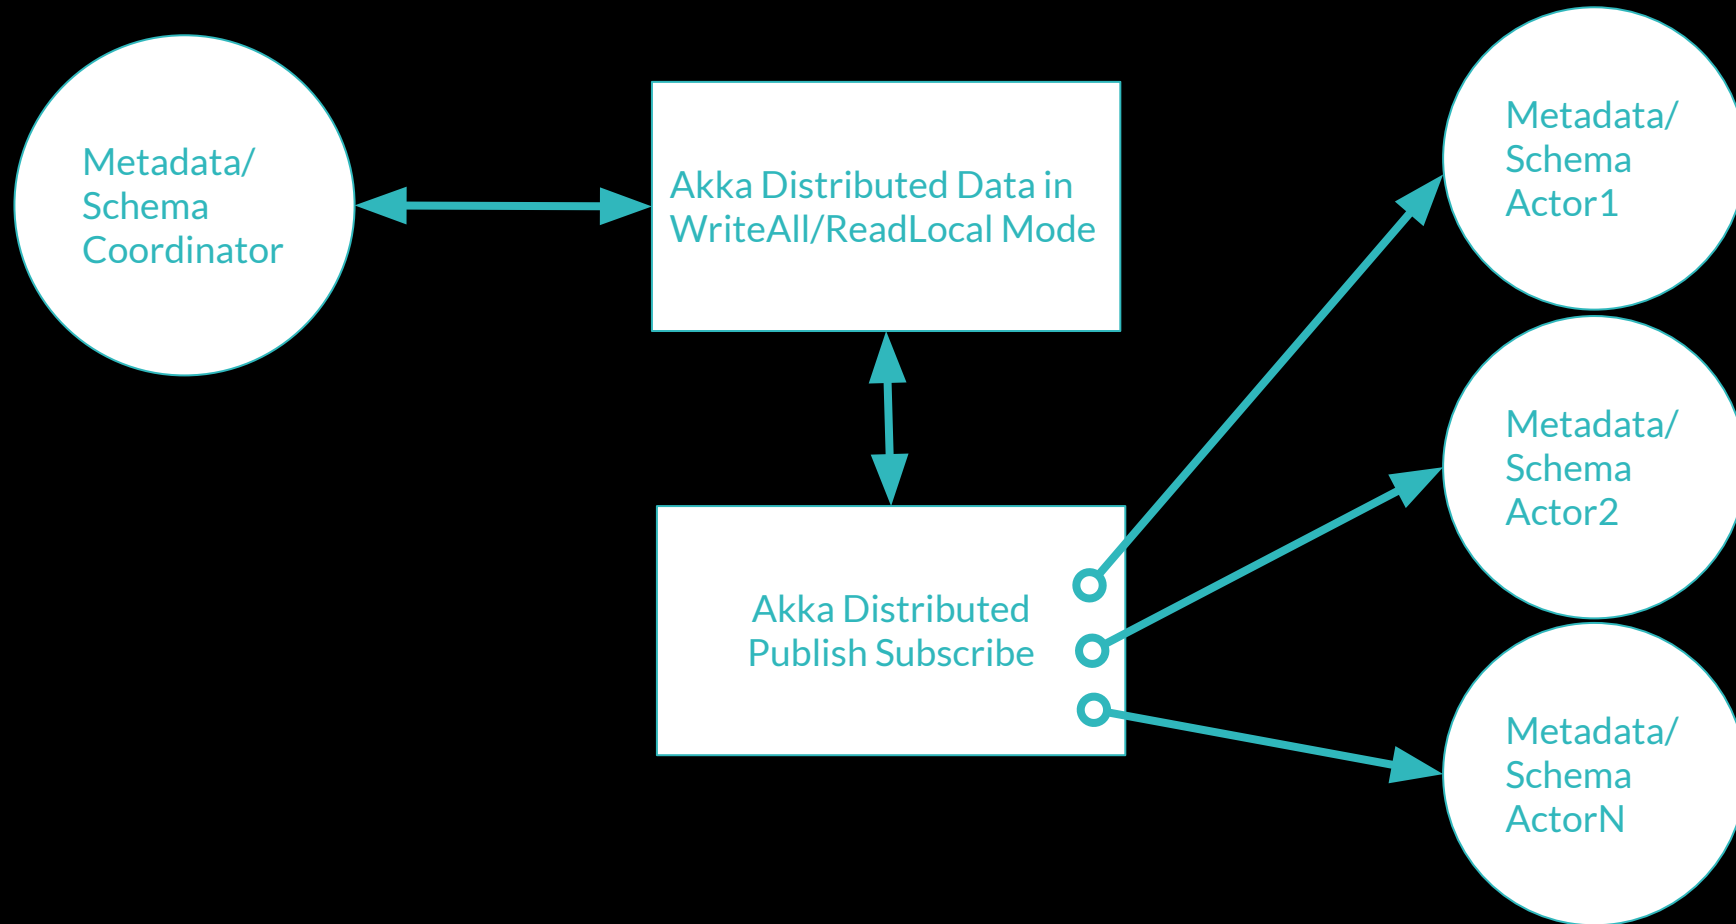 Metadata/
Schema
Coordinator
Akka Distributed Data in
WriteAll/ReadLocal Mode
Akka Distributed
Publish Subscribe
Metadata/
Schema
Actor1
Metadata/
Schema
Actor2
Metadata/
Schema
ActorN